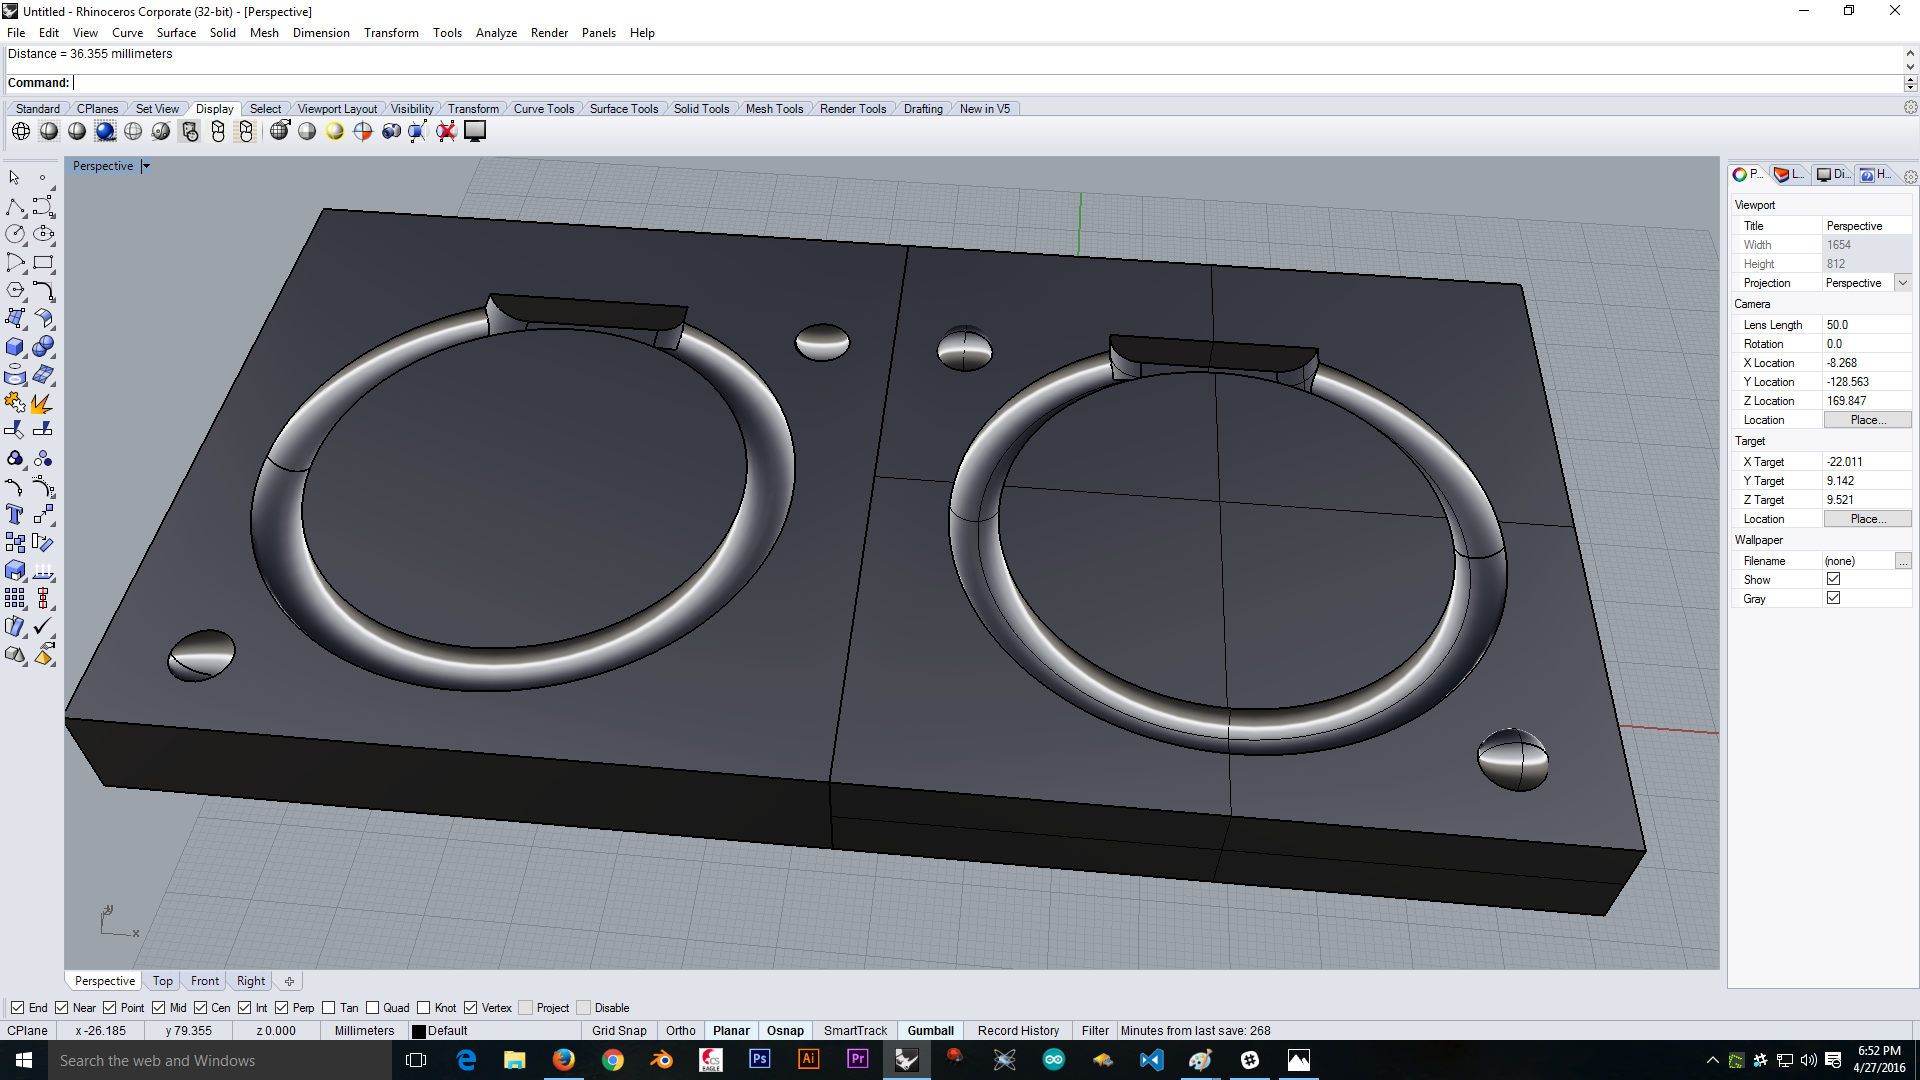 Untitled - Rhinoceros Corporate (32-bit) - [Perspective]
File Edit View Curve Surface Solid Mesh Dimension Transform Tools Analyze Render Panels Help
Distance = 36.355 millimeters
Command:
Standard CPlanes Set View Display Select Viewport Layout Visibility Transform Curve Tools Surface Tools Solid Tools Mesh Tools Render Tools Drafting New in V5
Perspective
P... L... Di... H...
Viewport
Title Perspective
Width 1654
Height 812
Projection Perspective
Camera
Lens Length 50.0
Rotation 0.0
X Location -8.268
Y Location -128.563
Z Location 169.847
Location Place...
Target
X Target -22.011
Y Target 9.142
Z Target 9.521
Location Place...
Wallpaper
Filename (none) ...
Show
Gray
y
x
Perspective Top Front Right
End Near Point Mid Cen Int Perp Tan Quad Knot Vertex Project Disable
CPlane x -26.185 y 79.355 z 0.000 Millimeters Default Grid Snap Ortho Planar Osnap SmartTrack Gumball Record History Filter Minutes from last save: 268
Search the web and Windows
CS
EAGLE
Ps
Ai
Pr
6:52 PM
4/27/2016